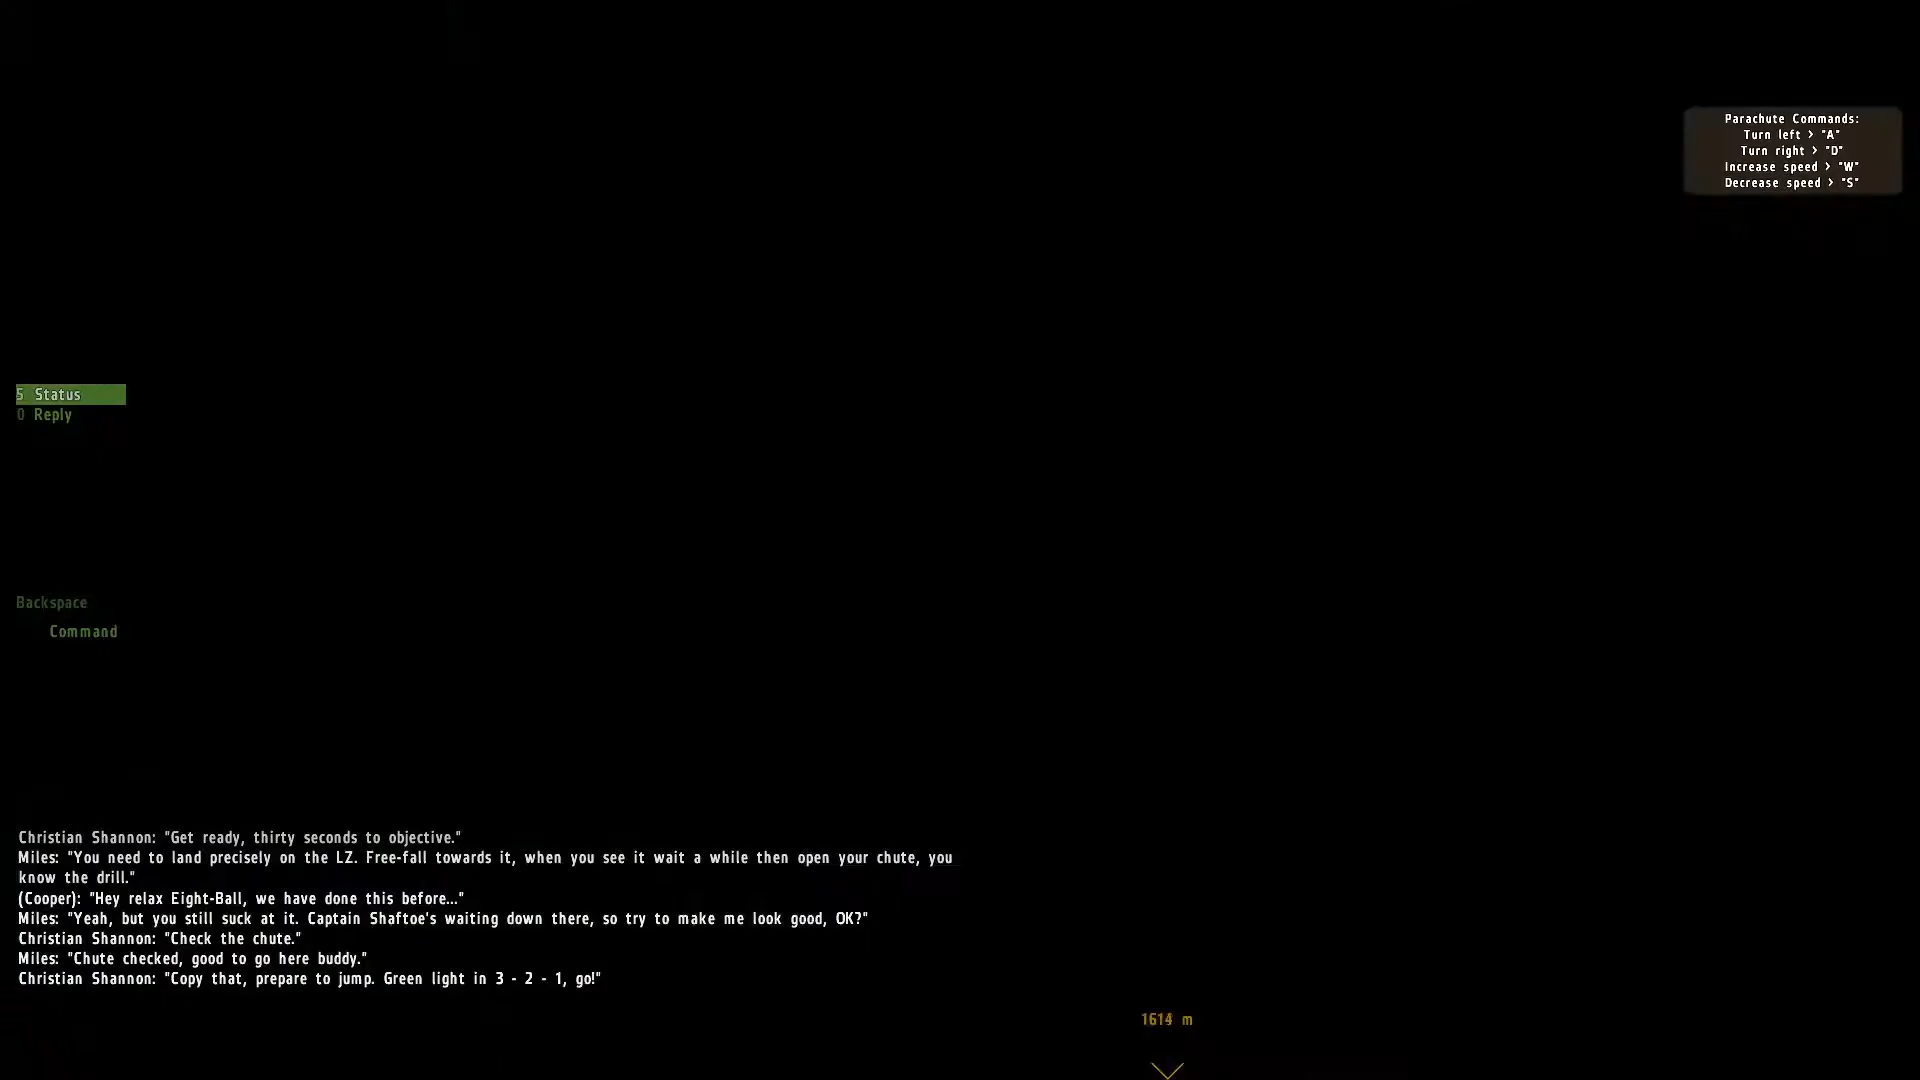 Parachute Commands:
Turn left > "A"
Turn right > "D"
Increase speed > "W"
Decrease speed > "S"
5 Status
0 Reply
Backspace
Command
Christian Shannon: "Get ready, thirty seconds to objective."
Miles: "You need to land precisely on the LZ. Free-fall towards it, when you see it wait a while then open your chute, you
know the drill."
(Cooper): "Hey relax Eight-Ball, we have done this before..."
Miles: "Yeah, but you still suck at it. Captain Shaftoe's waiting down there, so try to make me look good, OK?"
Christian Shannon: "Check the chute."
Miles: "Chute checked, good to go here buddy."
Christian Shannon: "Copy that, prepare to jump. Green light in 3 - 2 - 1, go!"
1614 m